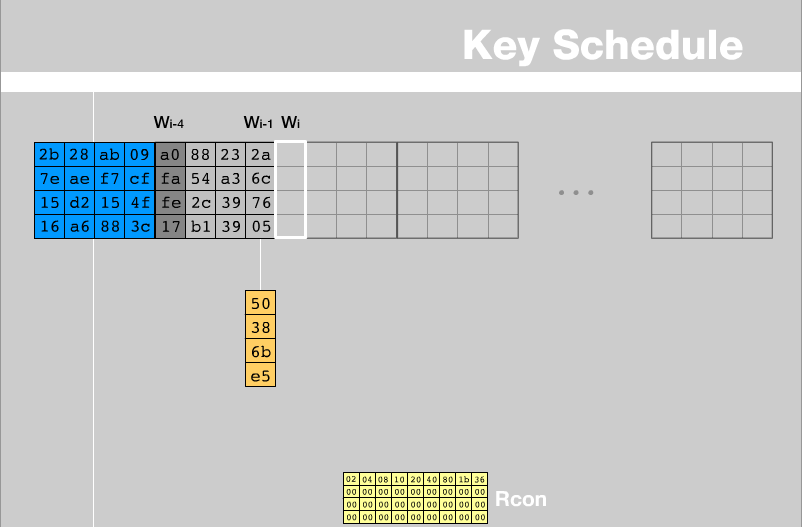 Key Schedule
Wi-4 Wi-1 Wi
2b 28 ab 09 a0 88 23 2a
7e ae f7 cf fa 54 a3 6c
15 d2 15 4f fe 2c 39 76
16 a6 88 3c 17 b1 39 05
...
50
38
6b
e5
02 04 08 10 20 40 80 1b 36
00 00 00 00 00 00 00 00 00
00 00 00 00 00 00 00 00 00
00 00 00 00 00 00 00 00 00
Rcon